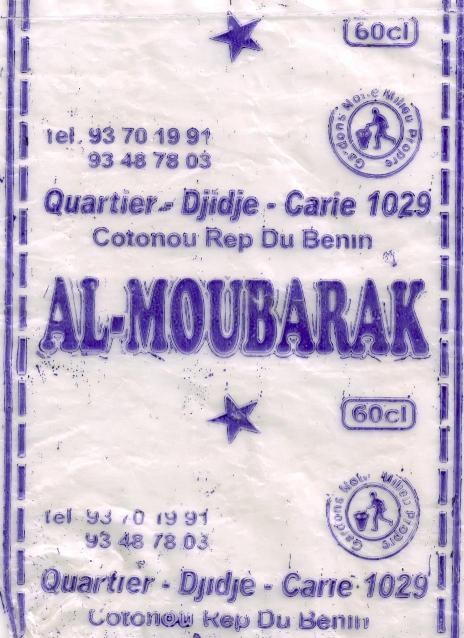 60cl
Gardons Notre Milieu Propre
tel. 93 70 19 91
93 48 78 03
Quartier - Djidje - Carie 1029
Cotonou Rep Du Benin
AL-MOUBARAK
60cl
Gardons Notre Milieu Propre
tel 93 70 19 91
93 48 78 03
Quartier - Djidje - Carie 1029
Cotonou Rep Du Benin